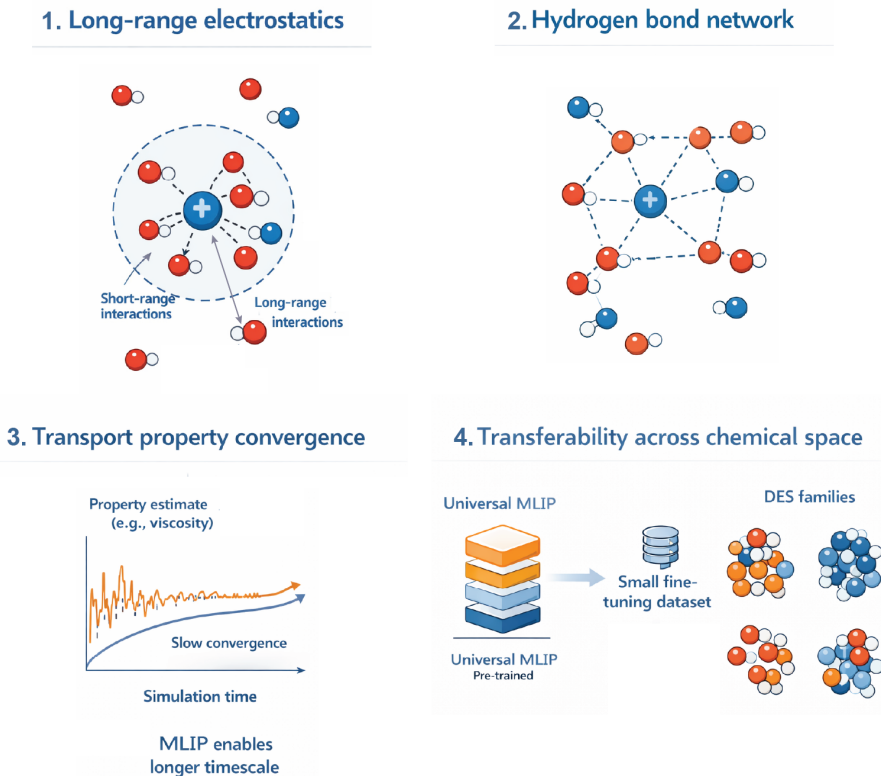 1. Long-range electrostatics
Short-range
interactions
Long-range
interactions
2. Hydrogen bond network
3. Transport property convergence
Property estimate
(e.g., viscosity)
Slow convergence
Simulation time
MLIP enables
longer timescale
4. Transferability across chemical space
Universal MLIP
Universal MLIP
Pre-trained
Small fine-
tuning dataset
DES families